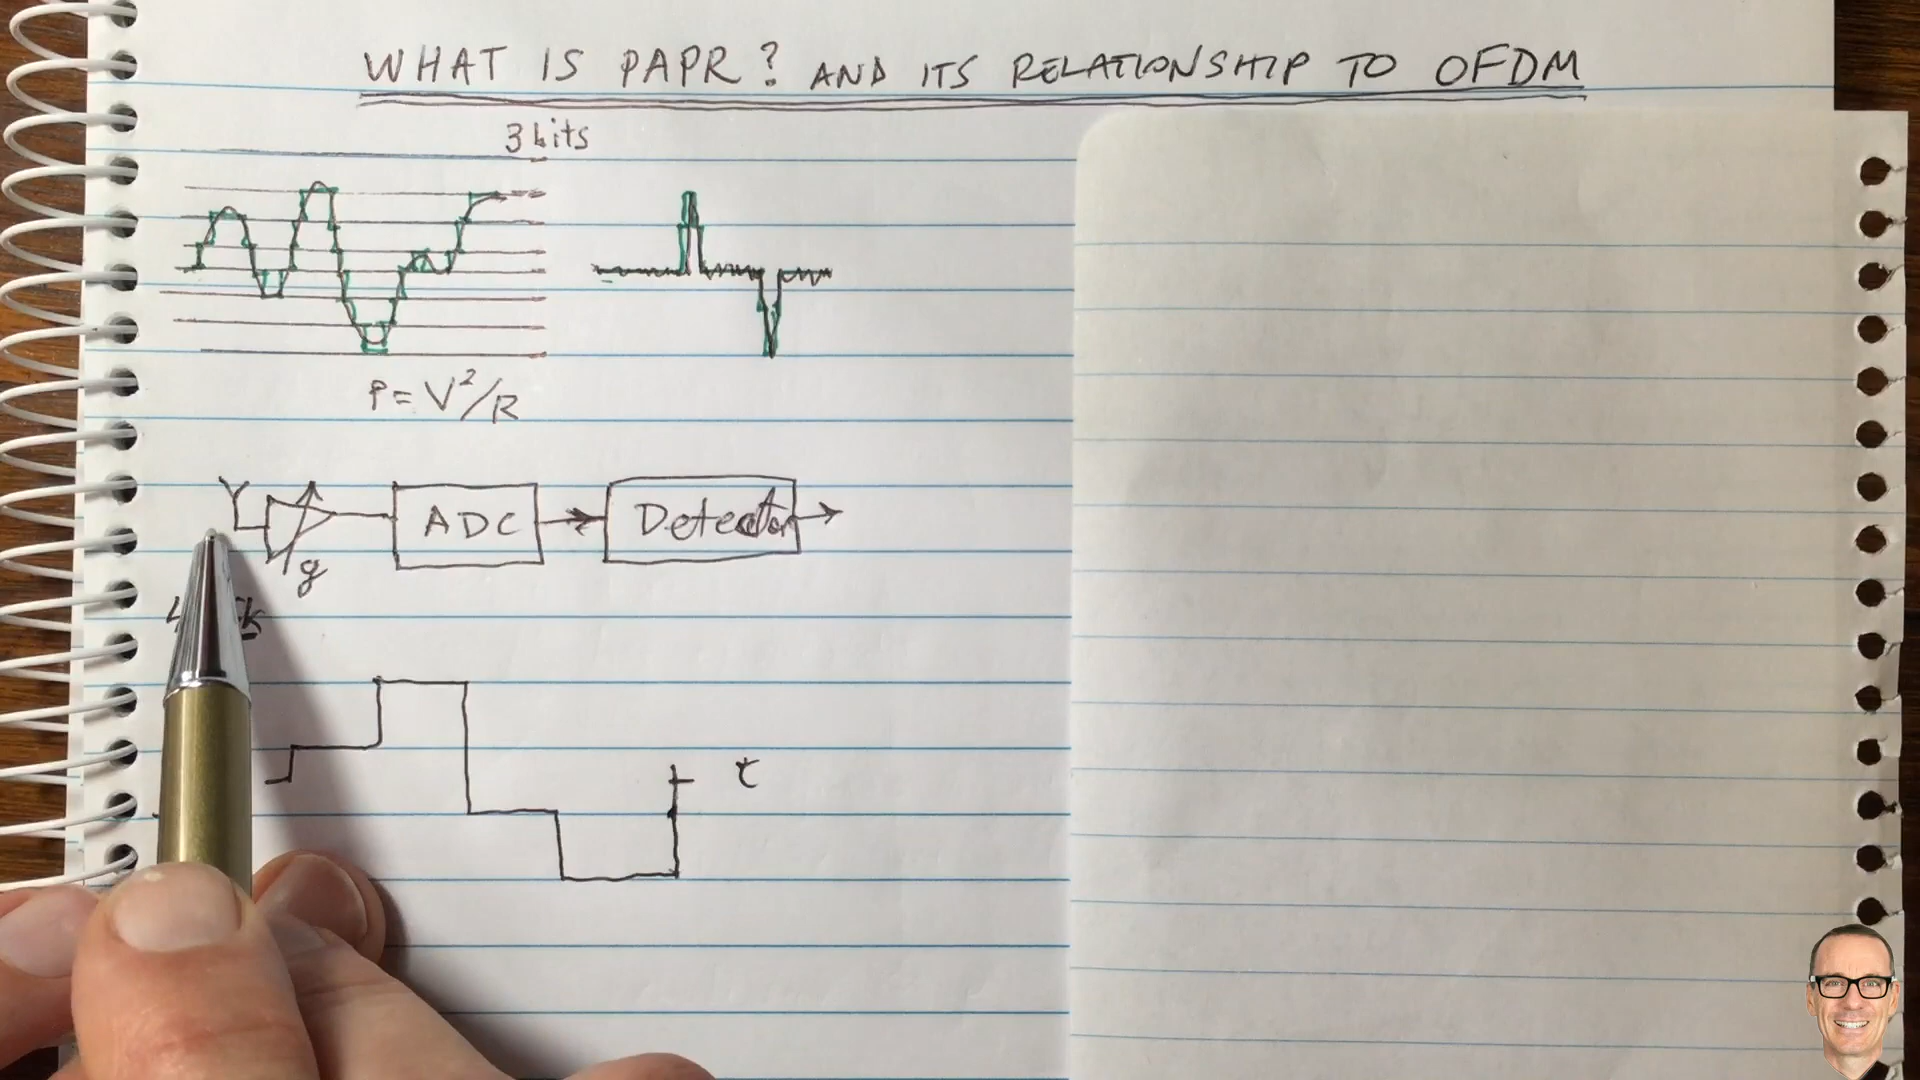 WHAT IS PAPR? AND ITS RELATIONSHIP TO OFDM
3 bits
P = V²/R
g
ADC
Detector
t